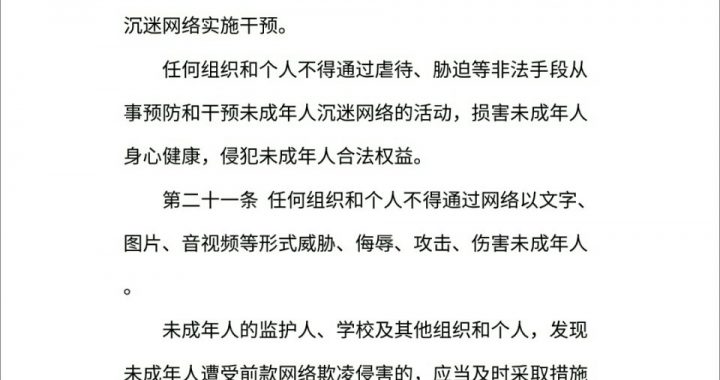 沉迷网络实施干预。
任何组织和个人不得通过虐待、胁迫等非法手段从
事预防和干预未成年人沉迷网络的活动，损害未成年人
身心健康，侵犯未成年人合法权益。
第二十一条 任何组织和个人不得通过网络以文字、
图片、音视频等形式威胁、侮辱、攻击、伤害未成年人
。
未成年人的监护人、学校及其他组织和个人，发现
未成年人遭受前款网络欺凌侵害的，应当及时采取措施